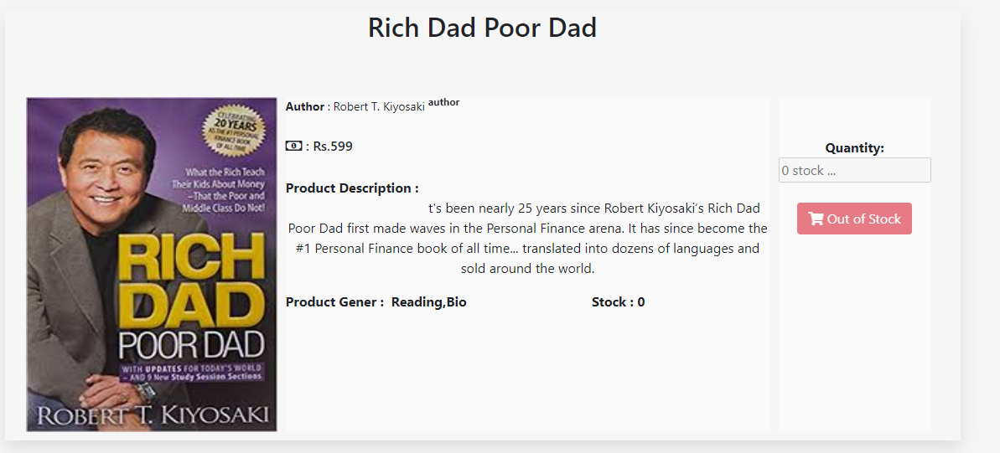 Rich Dad Poor Dad
CELEBRATING
20 YEARS
AS THE #1 PERSONAL
FINANCE BOOK
OF ALL TIME
What the Rich Teach
Their Kids About Money
–That the Poor and
Middle Class Do Not!
RICH
DAD
POOR DAD
WITH UPDATES FOR TODAY'S WORLD
– AND 9 New Study Session Sections
ROBERT T. KIYOSAKI
Author : Robert T. Kiyosaki author
: Rs.599
Product Description :
t's been nearly 25 years since Robert Kiyosaki's Rich Dad
Poor Dad first made waves in the Personal Finance arena. It has since become the
#1 Personal Finance book of all time... translated into dozens of languages and
sold around the world.
Product Gener : Reading,Bio Stock : 0
Quantity:
0 stock ...
Out of Stock